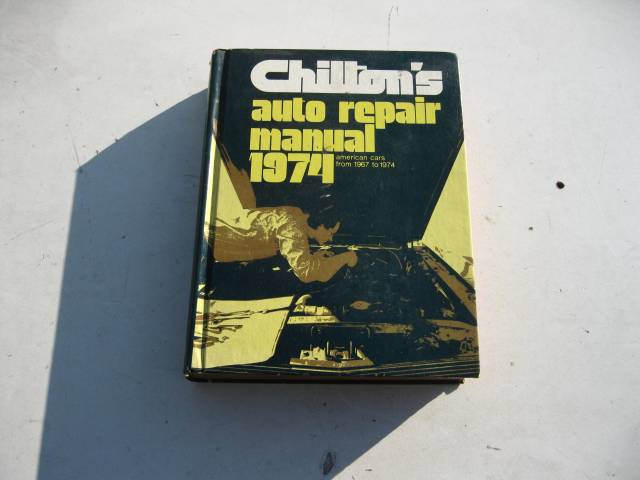 Chilton's
auto repair
manual
1974
american cars
from 1967 to 1974